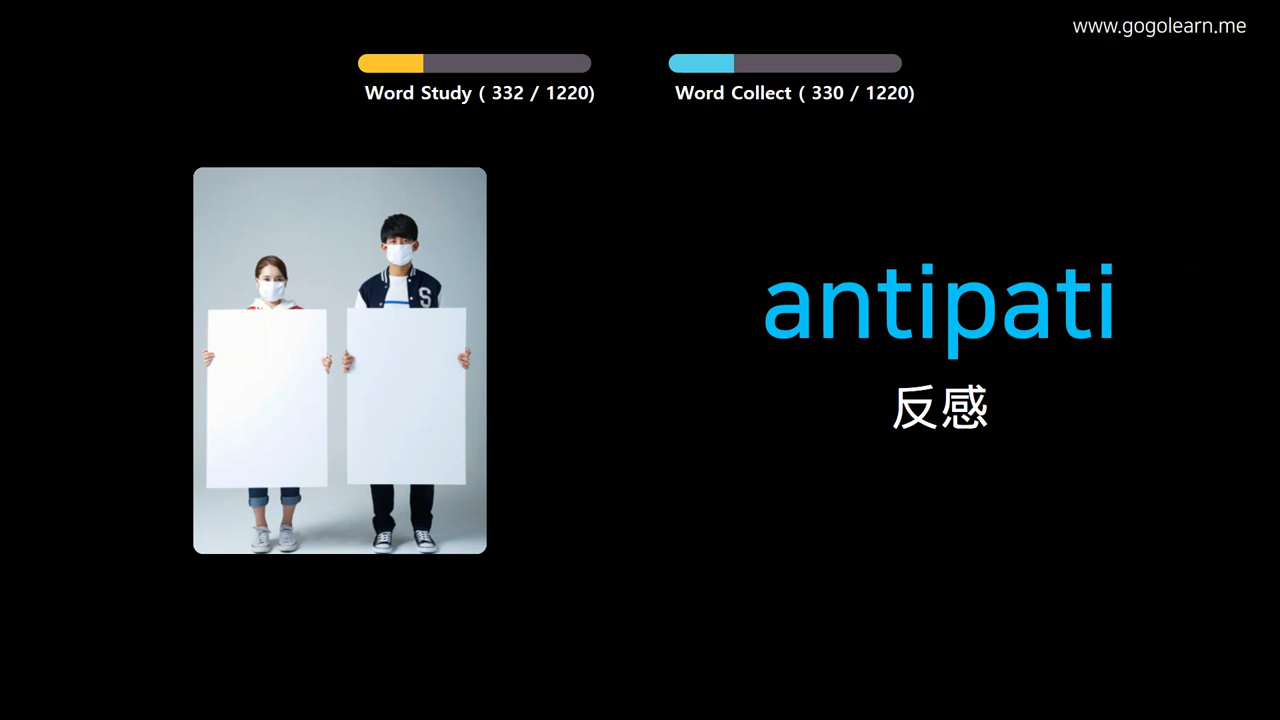 www.gogolearn.me
Word Study ( 332 / 1220)
Word Collect ( 330 / 1220)
S
antipati
反感